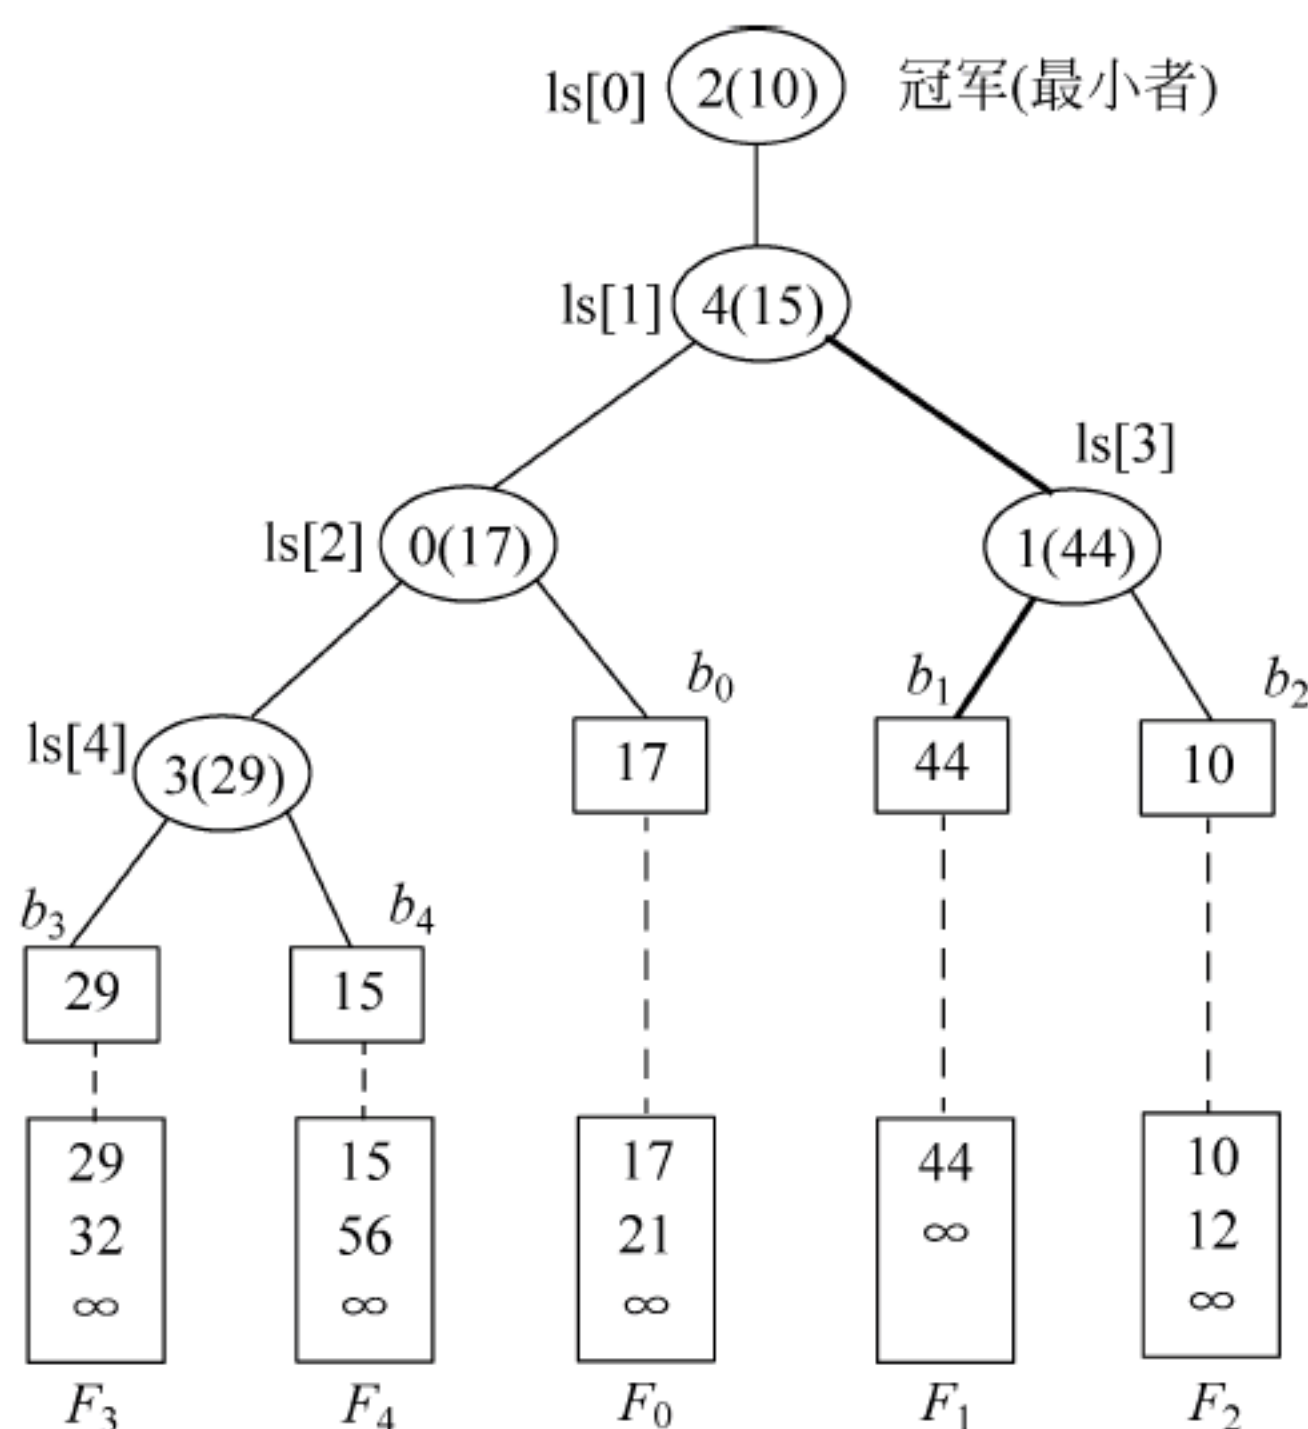 ls[0] 2(10) 冠军(最小者)
ls[1] 4(15)
ls[3]
ls[2] 0(17) 1(44)
b0 b1 b2
ls[4] 3(29) 17 44 10
b3 b4
29 15
29 15 17 44 10
32 56 21 ∞ 12
∞ ∞ ∞ ∞
F3 F4 F0 F1 F2